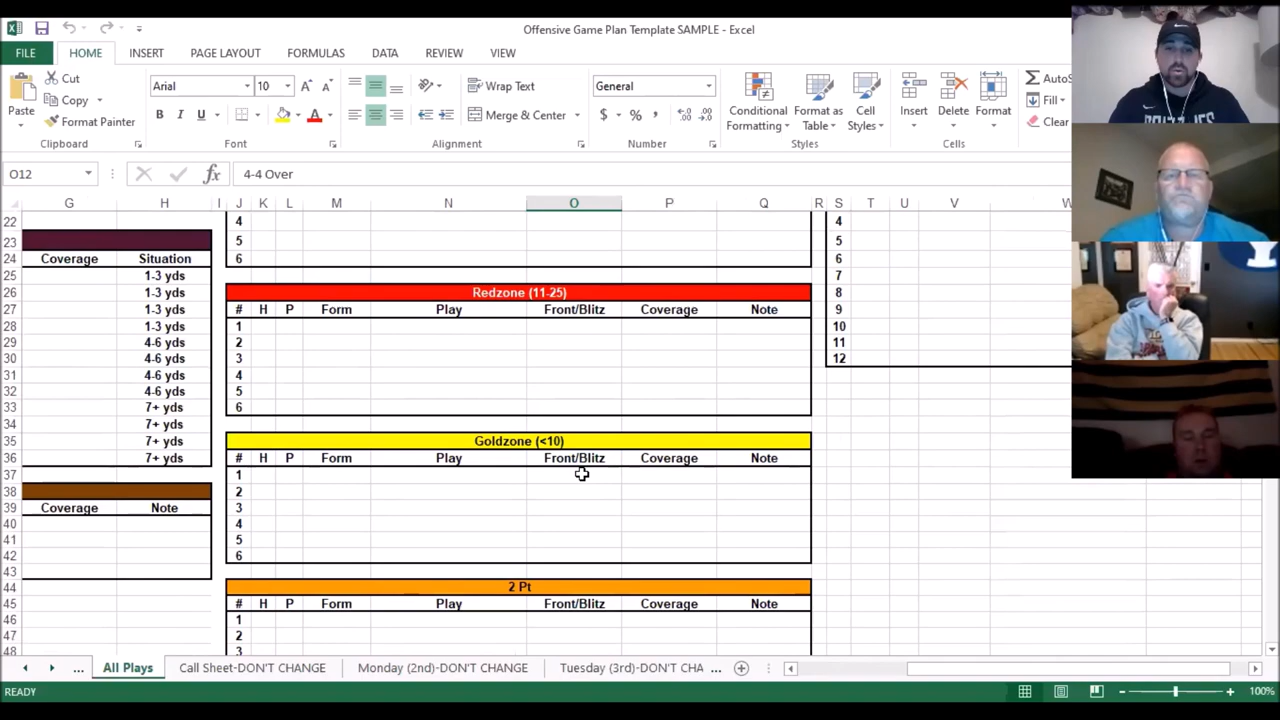 Offensive Game Plan Template SAMPLE - Excel
FILE HOME INSERT PAGE LAYOUT FORMULAS DATA REVIEW VIEW
Cut
Copy
Format Painter
Paste
Clipboard
Arial 10
B I U
Font
Wrap Text
Merge & Center
Alignment
General
$ %
Number
Conditional Formatting
Format as Table
Cell Styles
Styles
Insert Delete Format
Cells
AutoS
Fill
Clear
O12 4-4 Over
G H I J K L M N O P Q R S T U V W
22 4 4
23 5 5
24 Coverage Situation 6 6
25 1-3 yds 7
26 1-3 yds Redzone (11-25) 8
27 1-3 yds # H P Form Play Front/Blitz Coverage Note 9
28 1-3 yds 1 10
29 4-6 yds 2 11
30 4-6 yds 3 12
31 4-6 yds 4
32 4-6 yds 5
33 7+ yds 6
34 7+ yds
35 7+ yds Goldzone (<10)
36 7+ yds # H P Form Play Front/Blitz Coverage Note
37 1
38 2
39 Coverage Note 3
40 4
41 5
42 6
43
44 2 Pt
45 # H P Form Play Front/Blitz Coverage Note
46 1
47 2
48 3
... All Plays Call Sheet-DON'T CHANGE Monday (2nd)-DON'T CHANGE Tuesday (3rd)-DON'T CHA ...
READY 100%